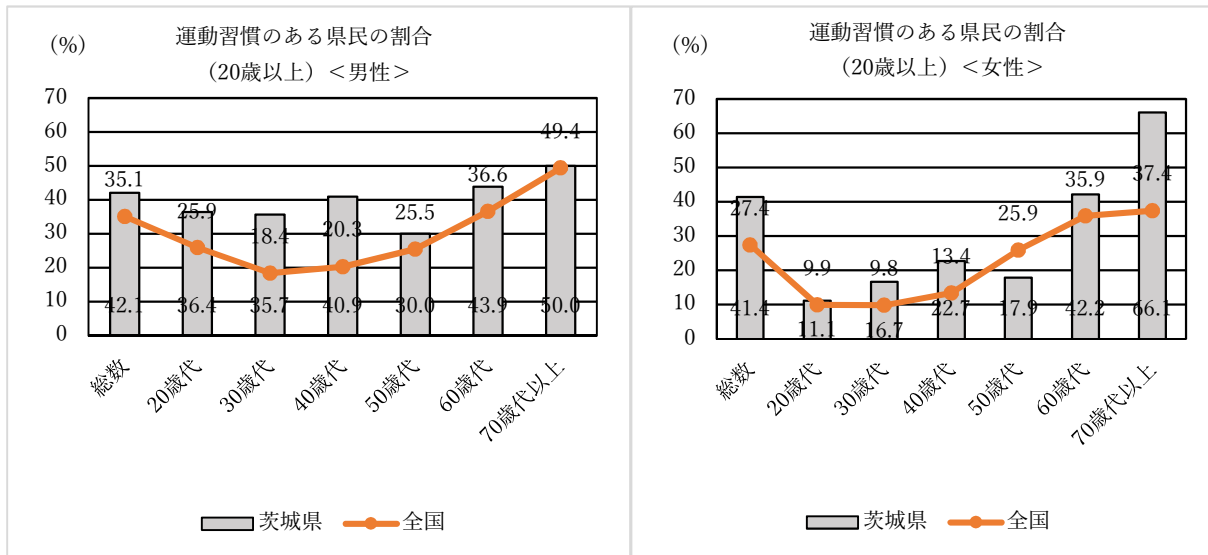 (%)
運動習慣のある県民の割合
（20歳以上）＜男性＞
70
60
50
40
30
20
10
0
35.1
25.9
18.4
20.3
25.5
36.6
49.4
42.1
36.4
35.7
40.9
30.0
43.9
50.0
総数
20歳代
30歳代
40歳代
50歳代
60歳代
70歳代以上
茨城県
全国
(%)
運動習慣のある県民の割合
（20歳以上）＜女性＞
70
60
50
40
30
20
10
0
27.4
9.9
9.8
13.4
25.9
35.9
37.4
41.4
11.1
16.7
22.7
17.9
42.2
66.1
総数
20歳代
30歳代
40歳代
50歳代
60歳代
70歳代以上
茨城県
全国